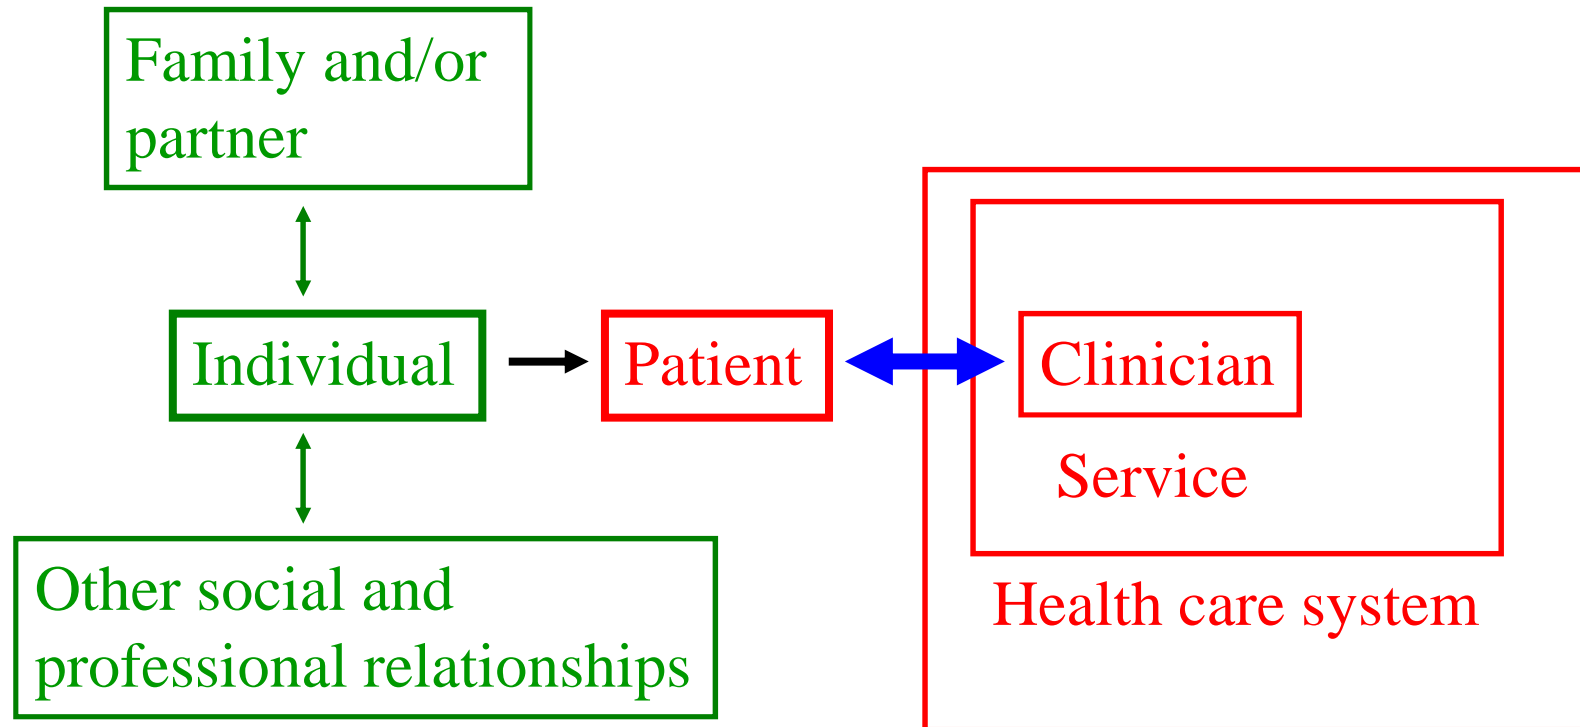 Family and/or
partner
Individual
Patient
Clinician
Service
Other social and
professional relationships
Health care system